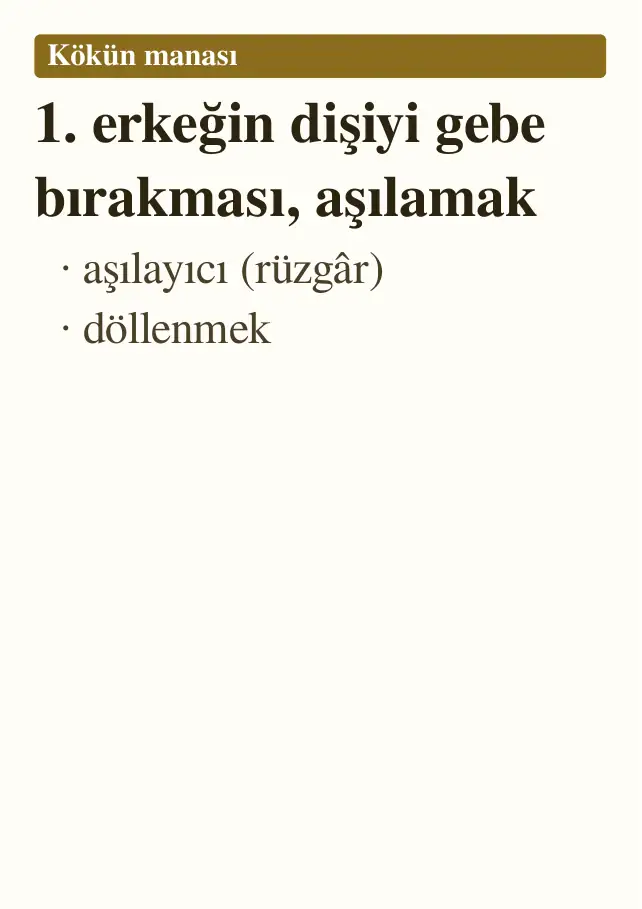 Kökün manası
1. erkeğin dişiyi gebe
bırakması, aşılamak
· aşılayıcı (rüzgâr)
· döllenmek